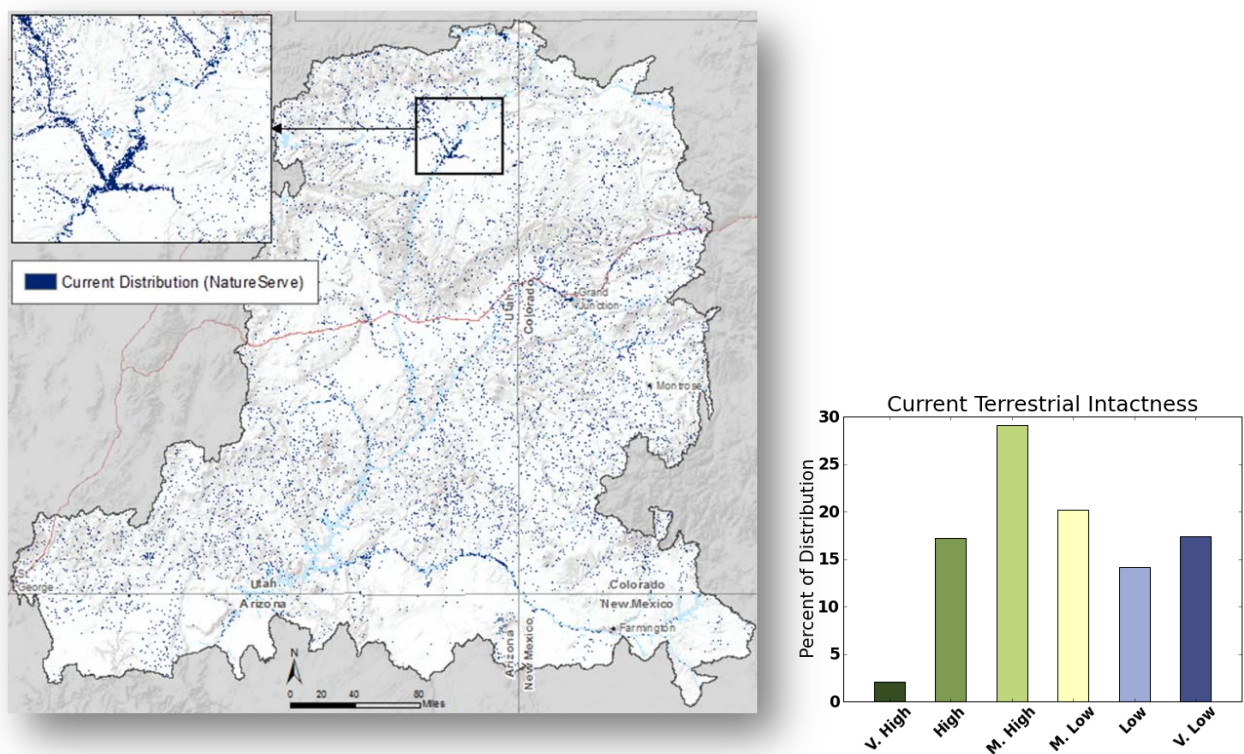 Current Distribution (NatureServe)
Utah
Colorado
Grand
Junction
Montrose
George
Utah
Arizona
Colorado
New Mexico
Farmington
Arizona
New Mexico
N
0 20 40 80
Miles
Current Terrestrial Intactness
Percent of Distribution
30
25
20
15
10
5
0
V. High
High
M. High
M. Low
Low
V. Low